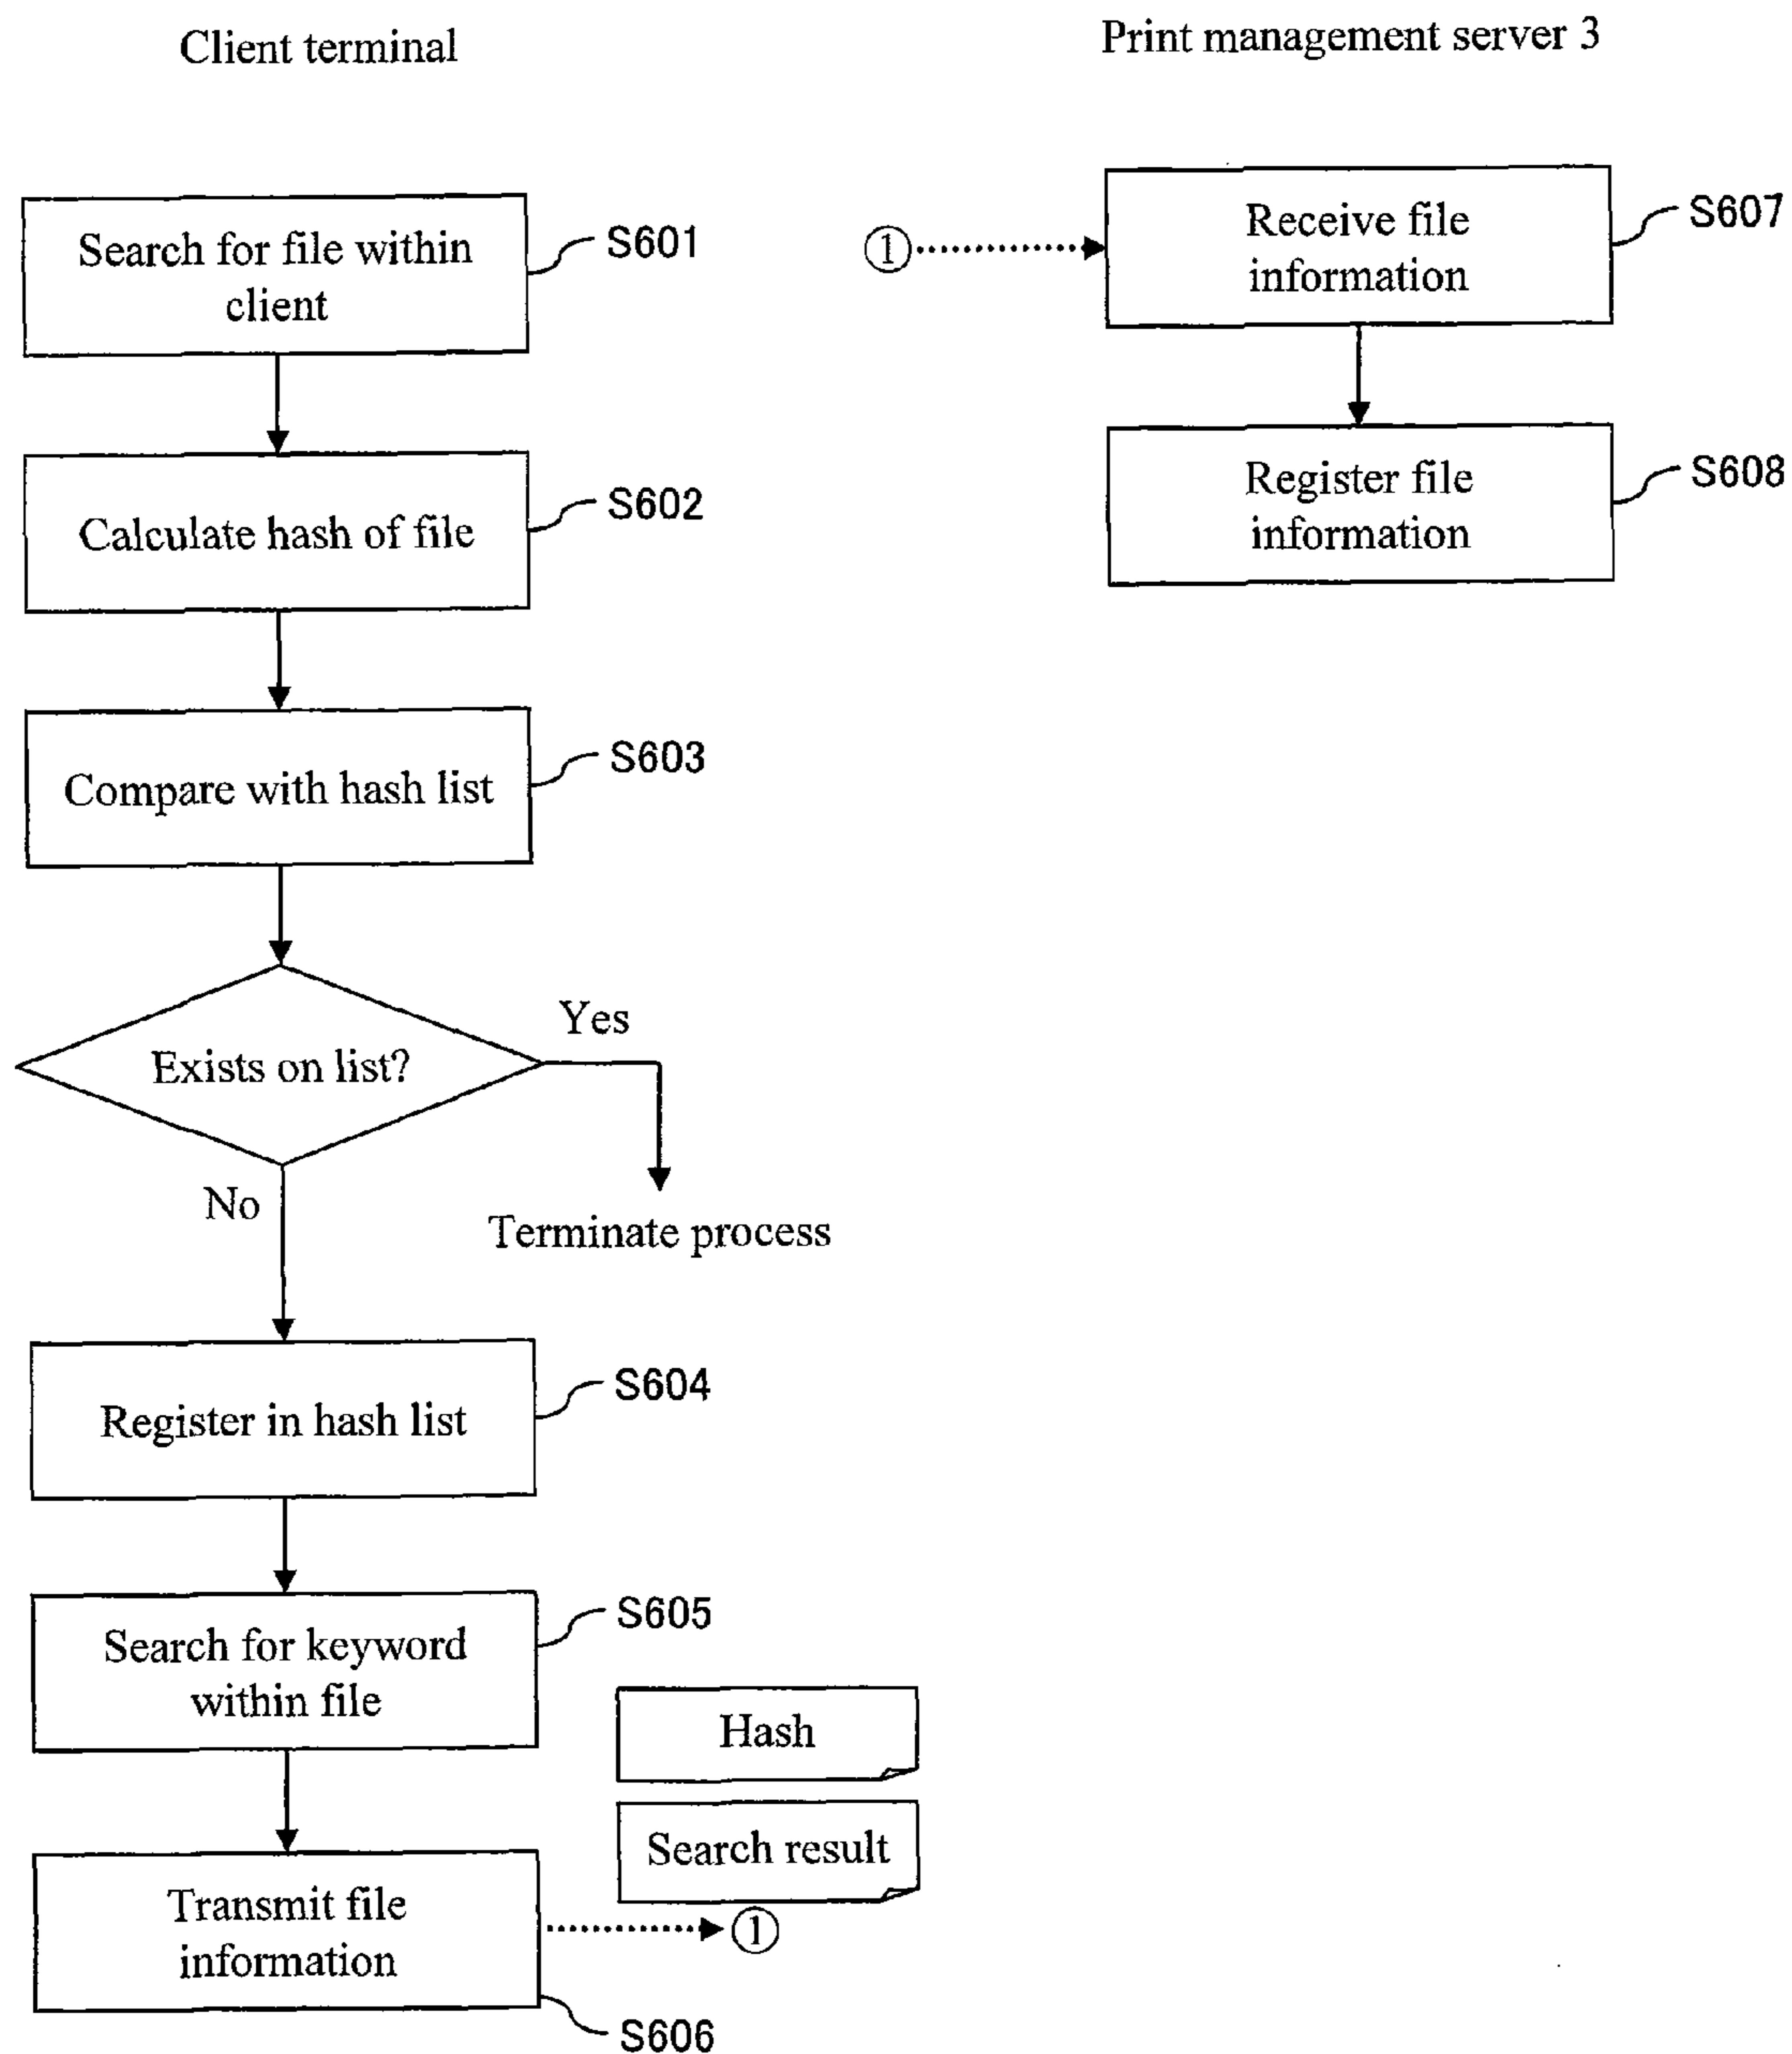 Client terminal
Search for file within
client
S601
Calculate hash of file
S602
Compare with hash list
S603
Exists on list?
Yes
Terminate process
No
Register in hash list
S604
Search for keyword
within file
S605
Hash
Search result
Transmit file
information
1
S606
Print management server 3
1
Receive file
information
S607
Register file
information
S608